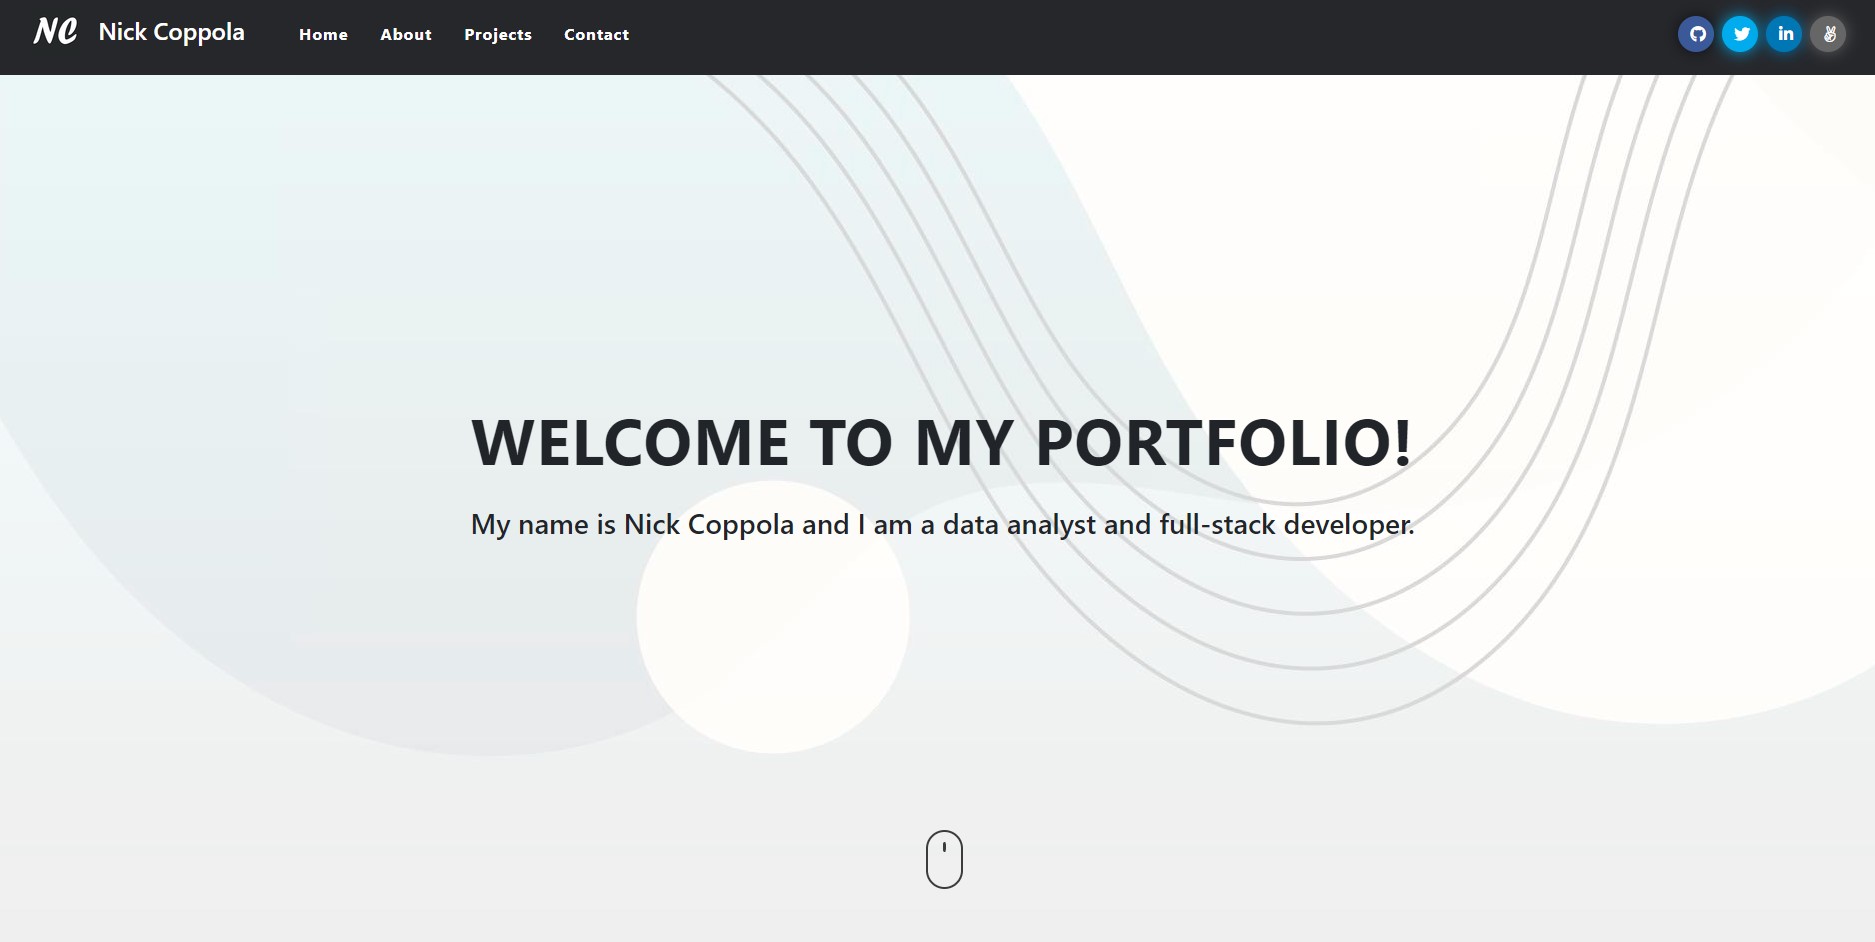 NC Nick Coppola Home About Projects Contact in
WELCOME TO MY PORTFOLIO!
My name is Nick Coppola and I am a data analyst and full-stack developer.